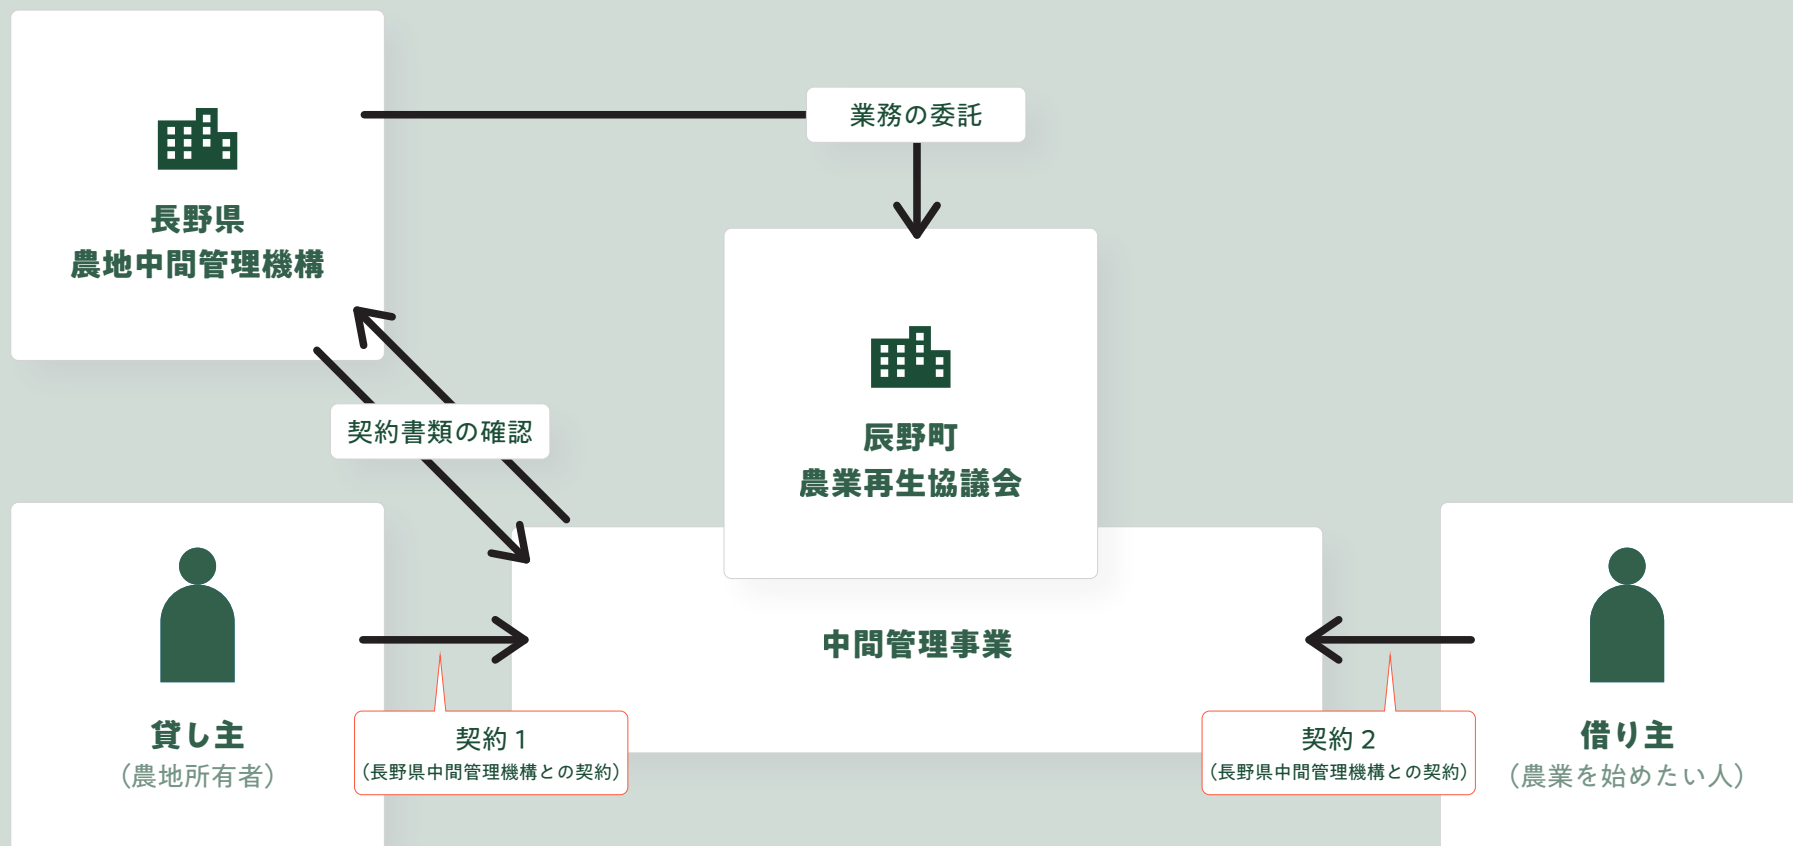 業務の委託
長野県
農地中間管理機構
契約書類の確認
辰野町
農業再生協議会
中間管理事業
貸し主
（農地所有者）
契約１
（長野県中間管理機構との契約）
契約２
（長野県中間管理機構との契約）
借り主
（農業を始めたい人）